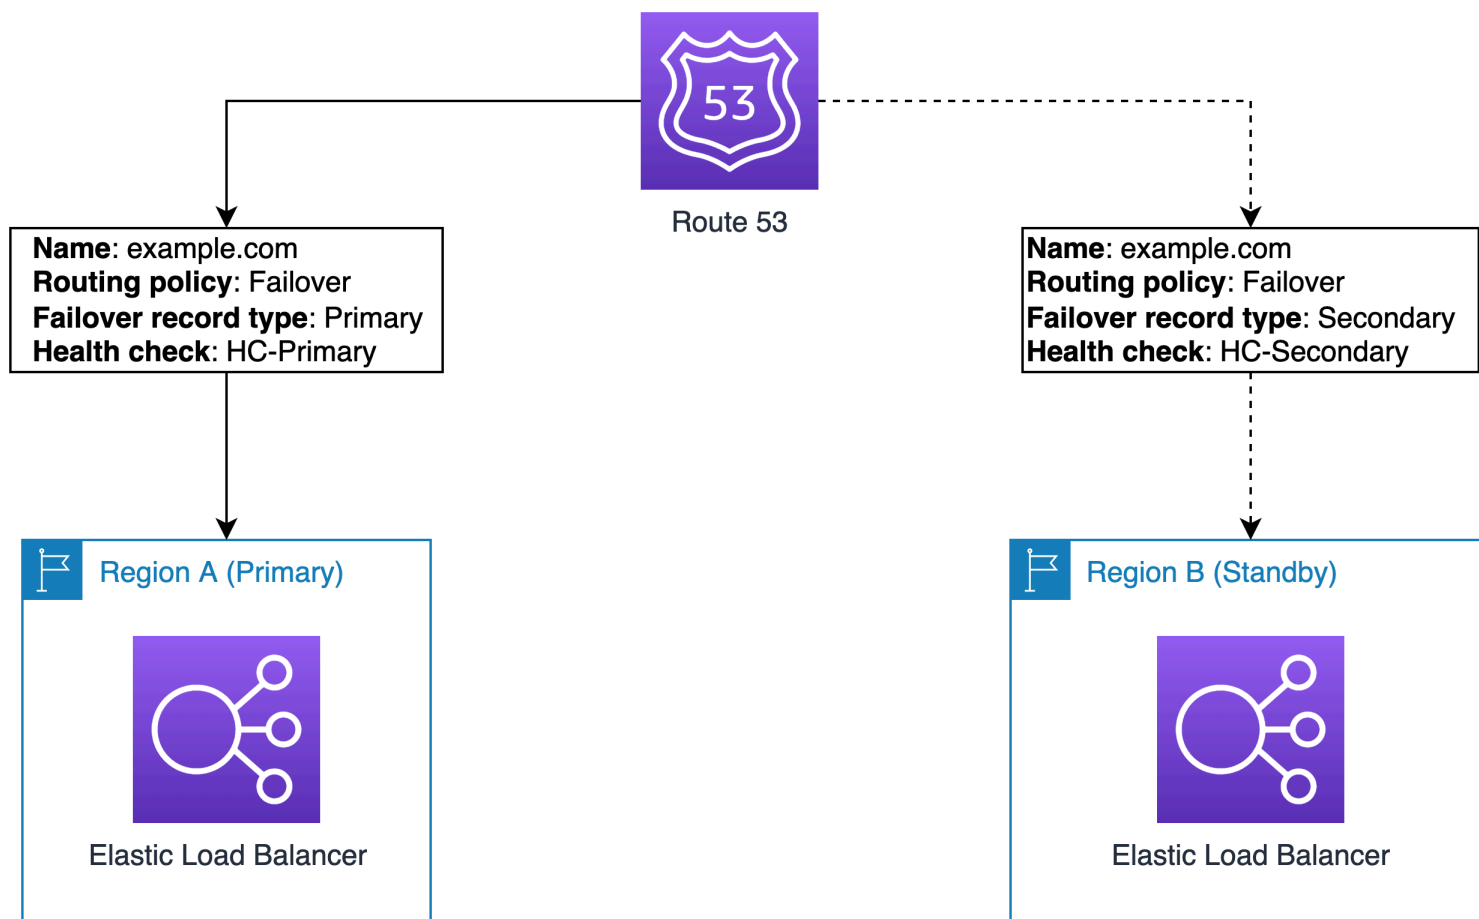 53
Route 53
Name: example.com
Routing policy: Failover
Failover record type: Primary
Health check: HC-Primary
Name: example.com
Routing policy: Failover
Failover record type: Secondary
Health check: HC-Secondary
Region A (Primary)
Elastic Load Balancer
Region B (Standby)
Elastic Load Balancer